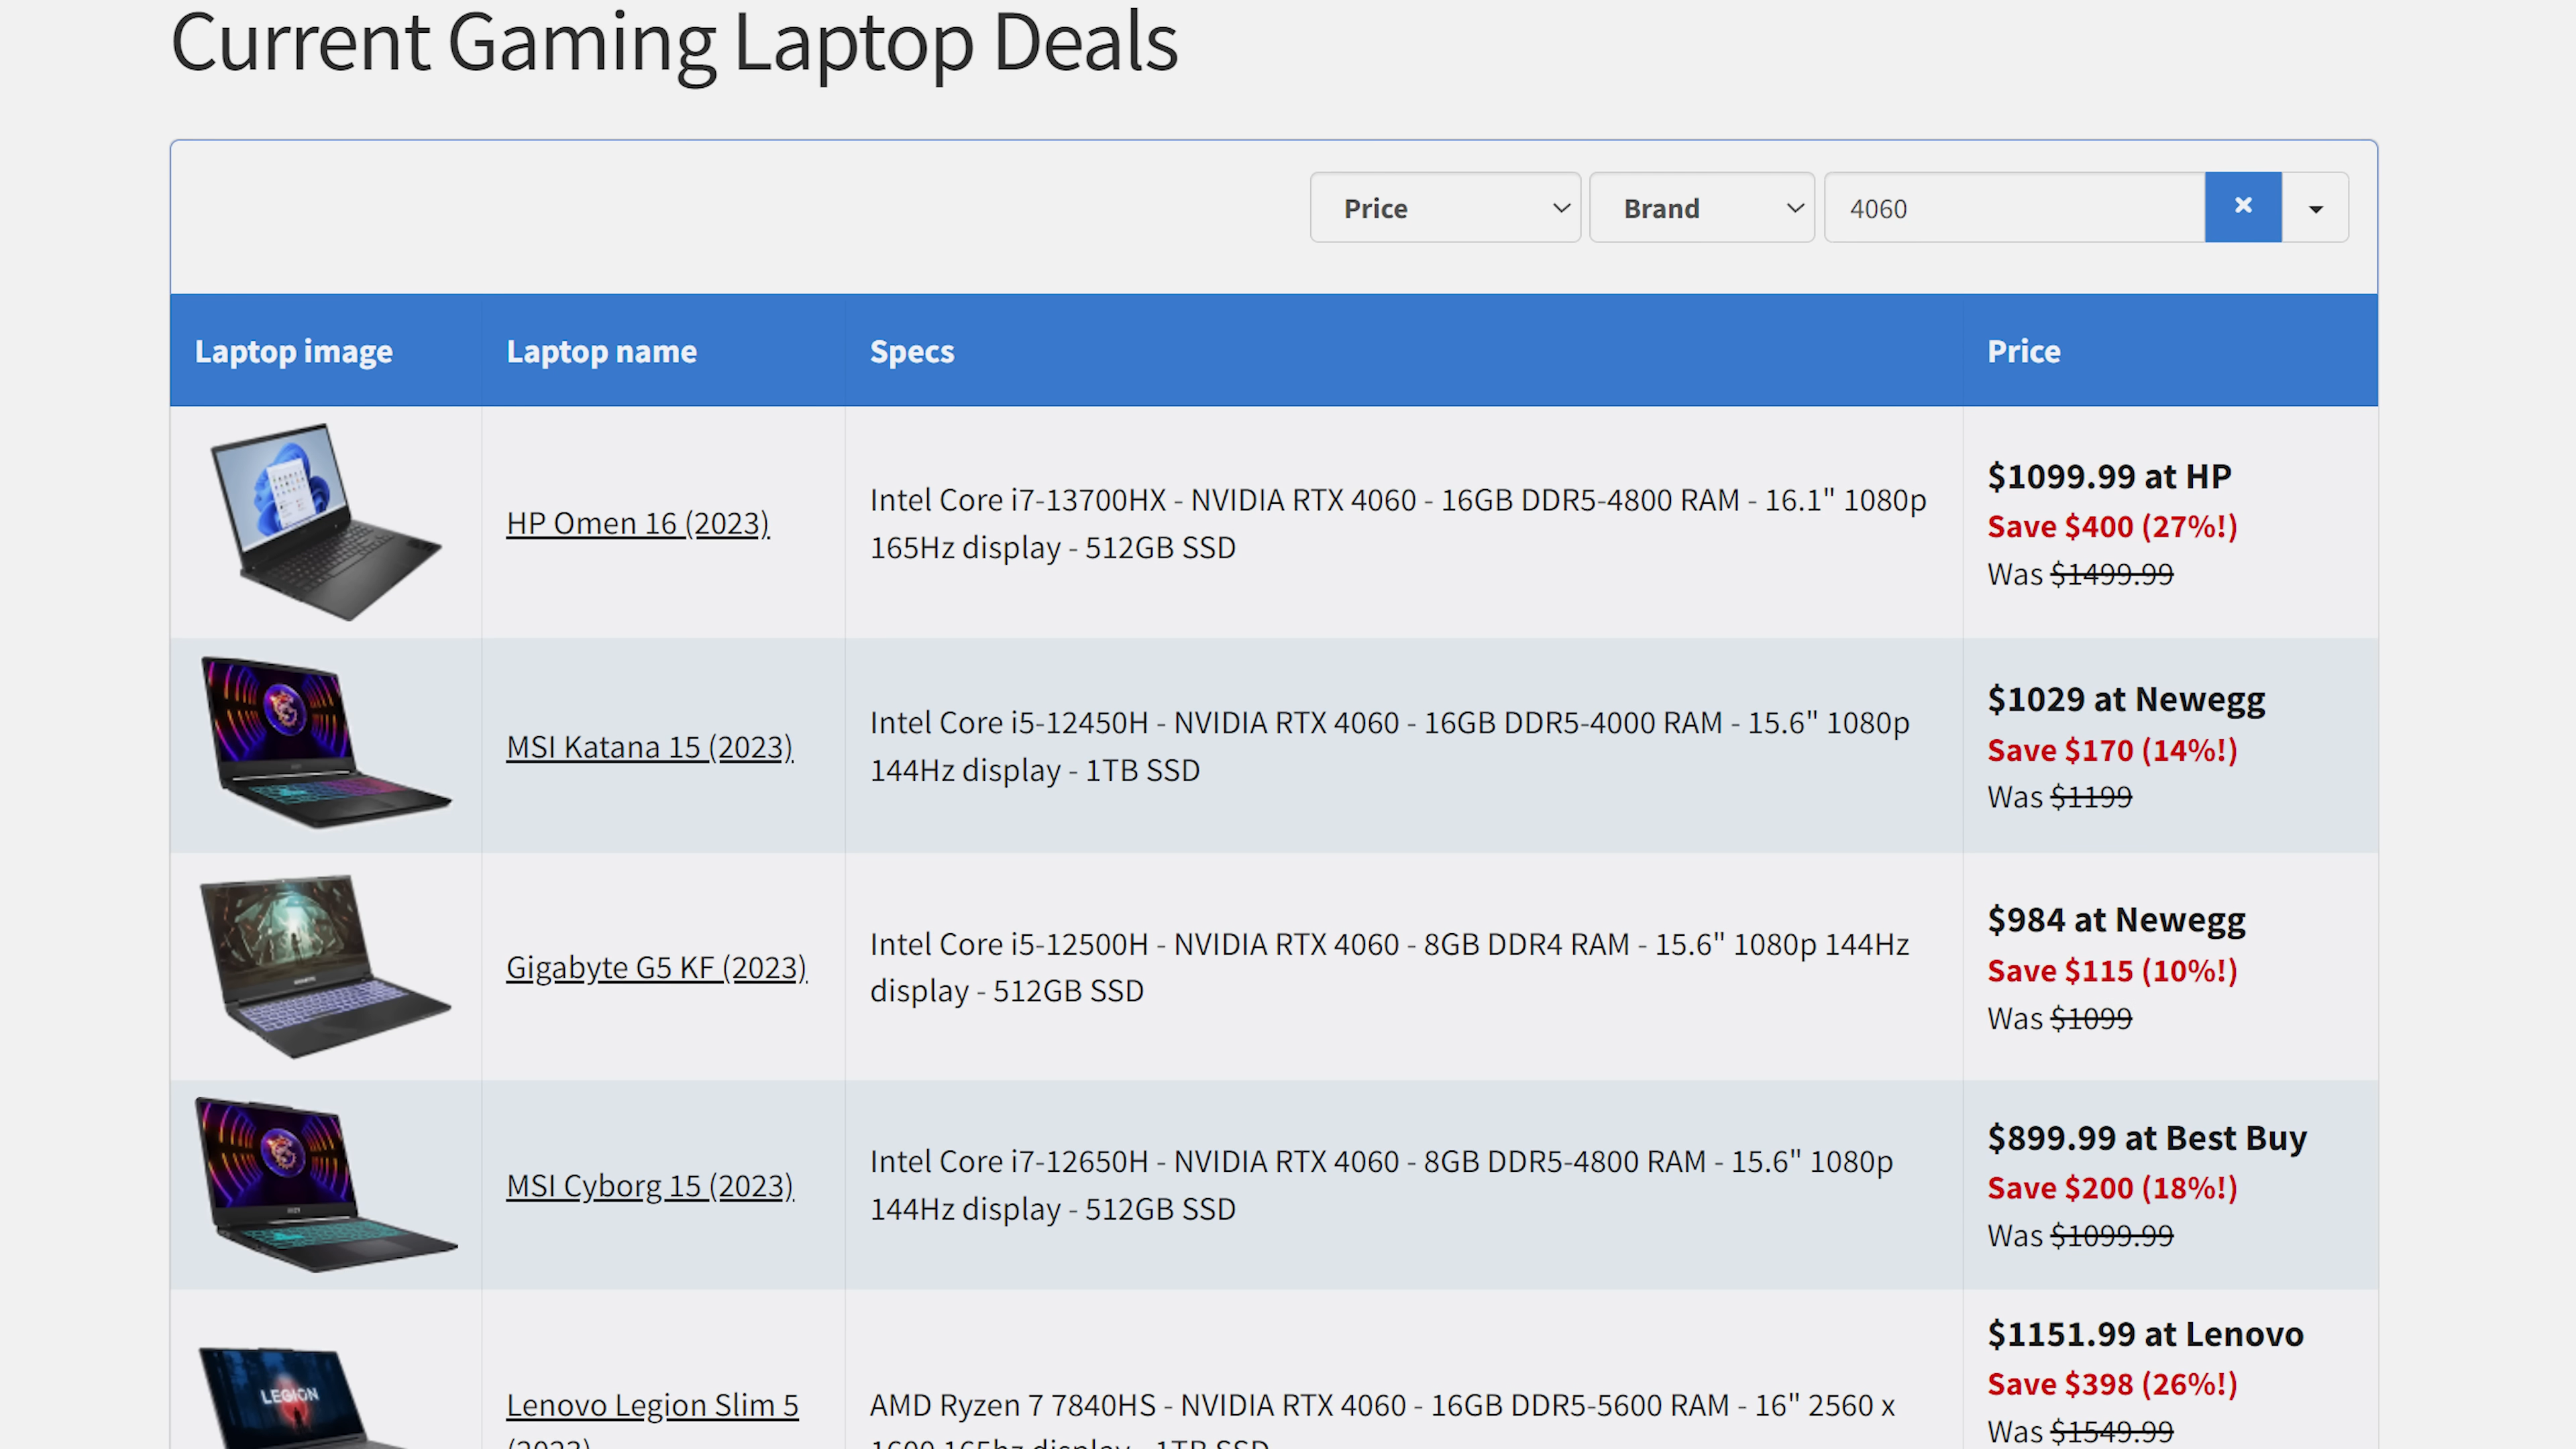 Current Gaming Laptop Deals
Price
Brand
4060
Laptop image
Laptop name
Specs
Price
HP Omen 16 (2023)
Intel Core i7-13700HX - NVIDIA RTX 4060 - 16GB DDR5-4800 RAM - 16.1" 1080p
165Hz display - 512GB SSD
$1099.99 at HP
Save $400 (27%!)
Was $1499.99
MSI Katana 15 (2023)
Intel Core i5-12450H - NVIDIA RTX 4060 - 16GB DDR5-4000 RAM - 15.6" 1080p
144Hz display - 1TB SSD
$1029 at Newegg
Save $170 (14%!)
Was $1199
Gigabyte G5 KF (2023)
Intel Core i5-12500H - NVIDIA RTX 4060 - 8GB DDR4 RAM - 15.6" 1080p 144Hz
display - 512GB SSD
$984 at Newegg
Save $115 (10%!)
Was $1099
MSI Cyborg 15 (2023)
Intel Core i7-12650H - NVIDIA RTX 4060 - 8GB DDR5-4800 RAM - 15.6" 1080p
144Hz display - 512GB SSD
$899.99 at Best Buy
Save $200 (18%!)
Was $1099.99
LEGION
Lenovo Legion Slim 5
(2023)
AMD Ryzen 7 7840HS - NVIDIA RTX 4060 - 16GB DDR5-5600 RAM - 16" 2560 x
1600 165hz display - 1TB SSD
$1151.99 at Lenovo
Save $398 (26%!)
Was $1549.99